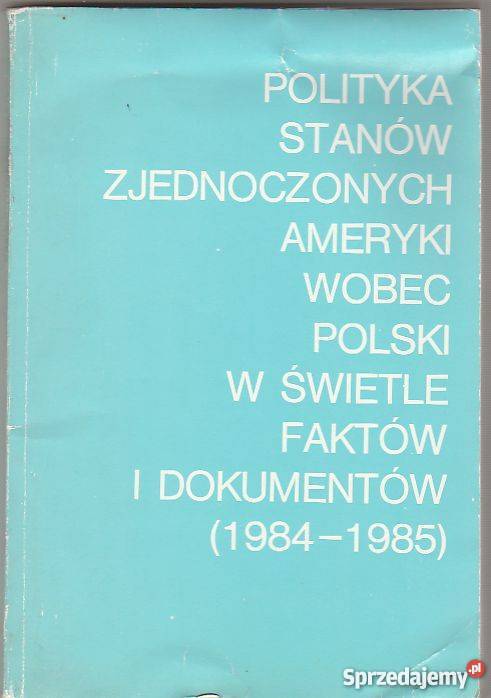 POLITYKA
STANÓW
ZJEDNOCZONYCH
AMERYKI
WOBEC
POLSKI
W ŚWIETLE
FAKTÓW
I DOKUMENTÓW
(1984–1985)
Sprzedajemy.pl